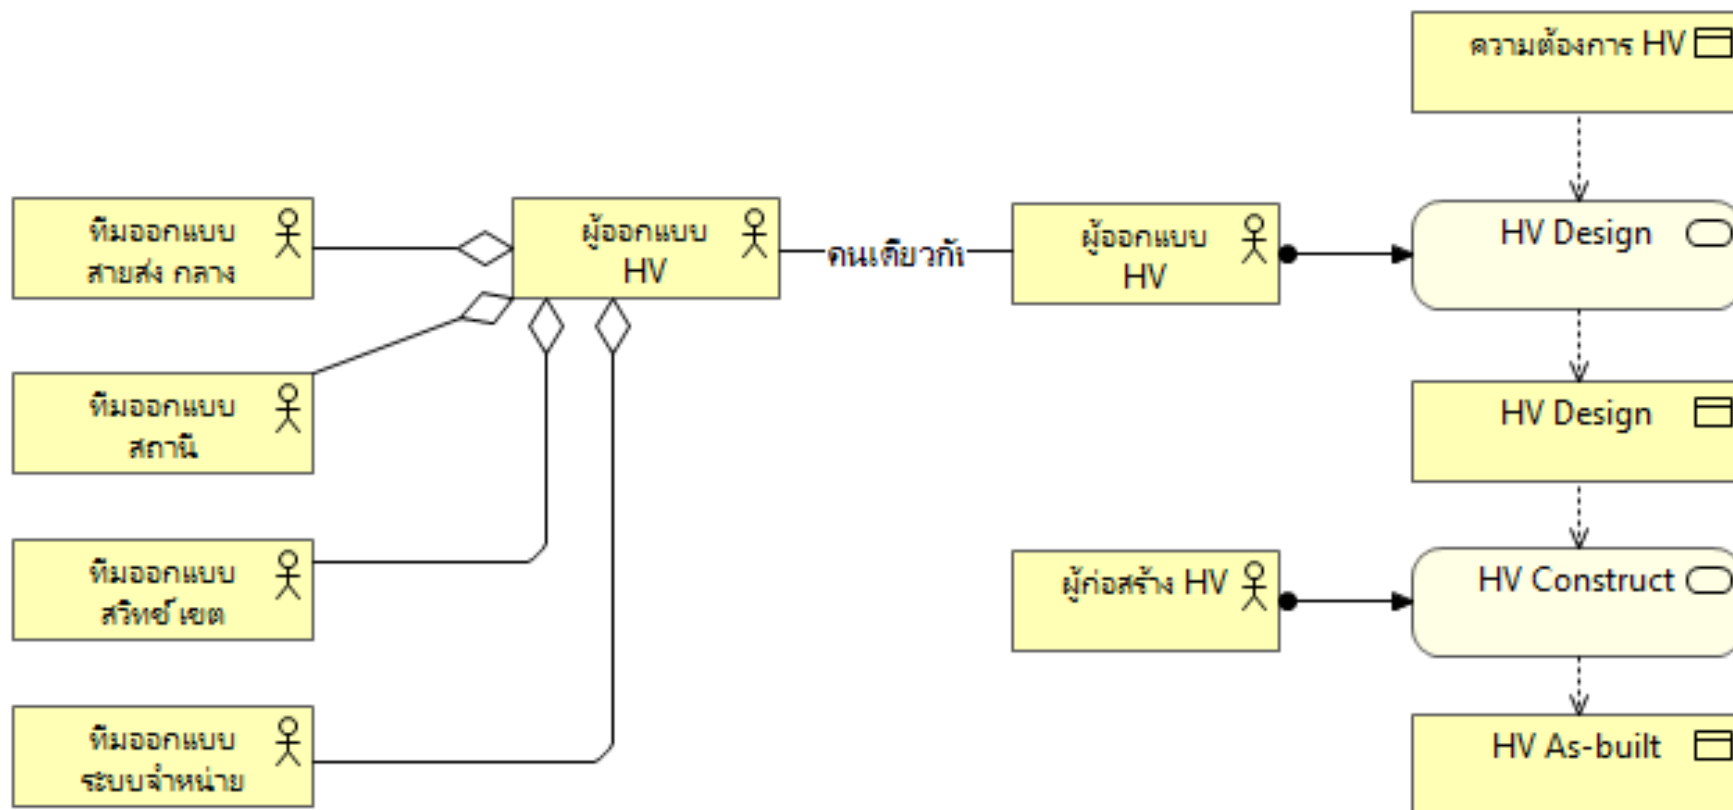 ความต้องการ HV
ทีมออกแบบ
สายส่ง กลาง
ผู้ออกแบบ
HV
คนเดียวกัน
ผู้ออกแบบ
HV
HV Design
ทีมออกแบบ
สถานี
HV Design
ทีมออกแบบ
สวิทช์ เขต
ผู้ก่อสร้าง HV
HV Construct
ทีมออกแบบ
ระบบจำหน่าย
HV As-built